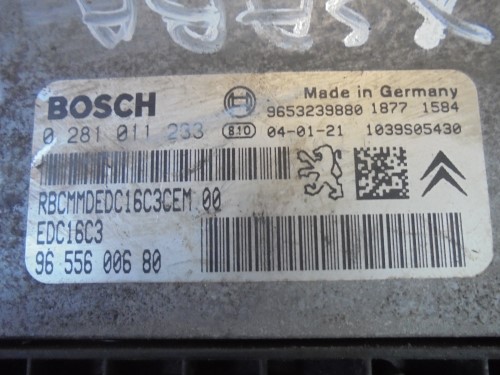 BOSCH
Made in Germany
9653239880 1877 1584
0 281 011 233 B10 04-01-21 1039S05430
RBCMMDEDC16C3CEM 00
EDC16C3
96 556 006 80